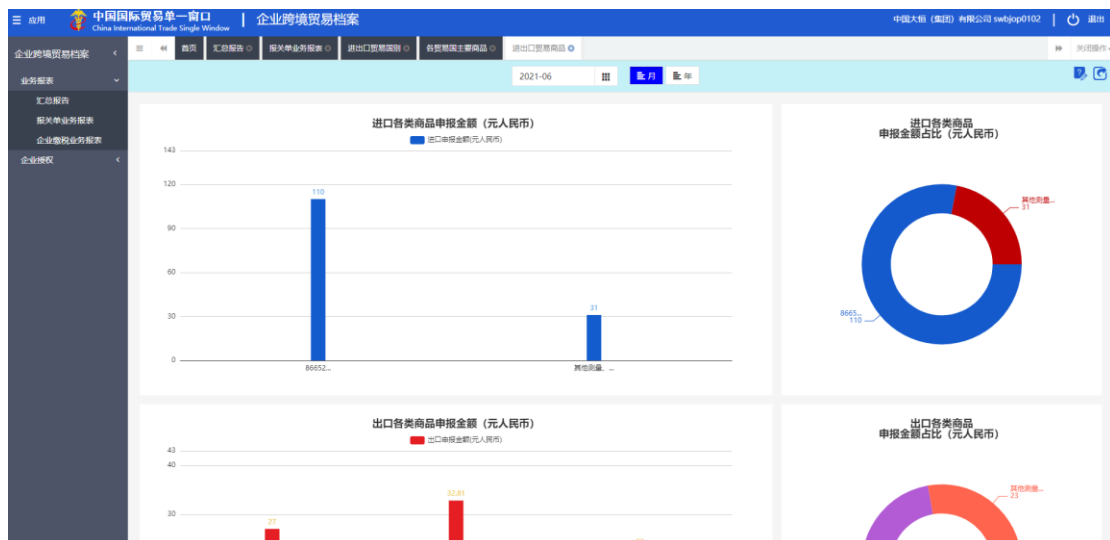 应用
中国国际贸易单一窗口
China International Trade Single Window
企业跨境贸易档案
中国大恒（集团）有限公司 swbjop0102
退出
企业跨境贸易档案
首页
汇总报告
报关单业务报表
进出口贸易国别
各贸易国主要商品
进出口贸易商品
关闭操作
业务报表
汇总报告
报关单业务报表
企业缴税业务报表
企业授权
2021-06
月
年
进口各类商品申报金额（元人民币）
进口申报金额(元人民币)
143
120
90
60
30
0
110
31
86652...
其他测量、...
进口各类商品
申报金额占比（元人民币）
其他测量...
31
8665...
110
出口各类商品申报金额（元人民币）
出口申报金额(元人民币)
43
40
30
27
32.81
出口各类商品
申报金额占比（元人民币）
其他测量...
23